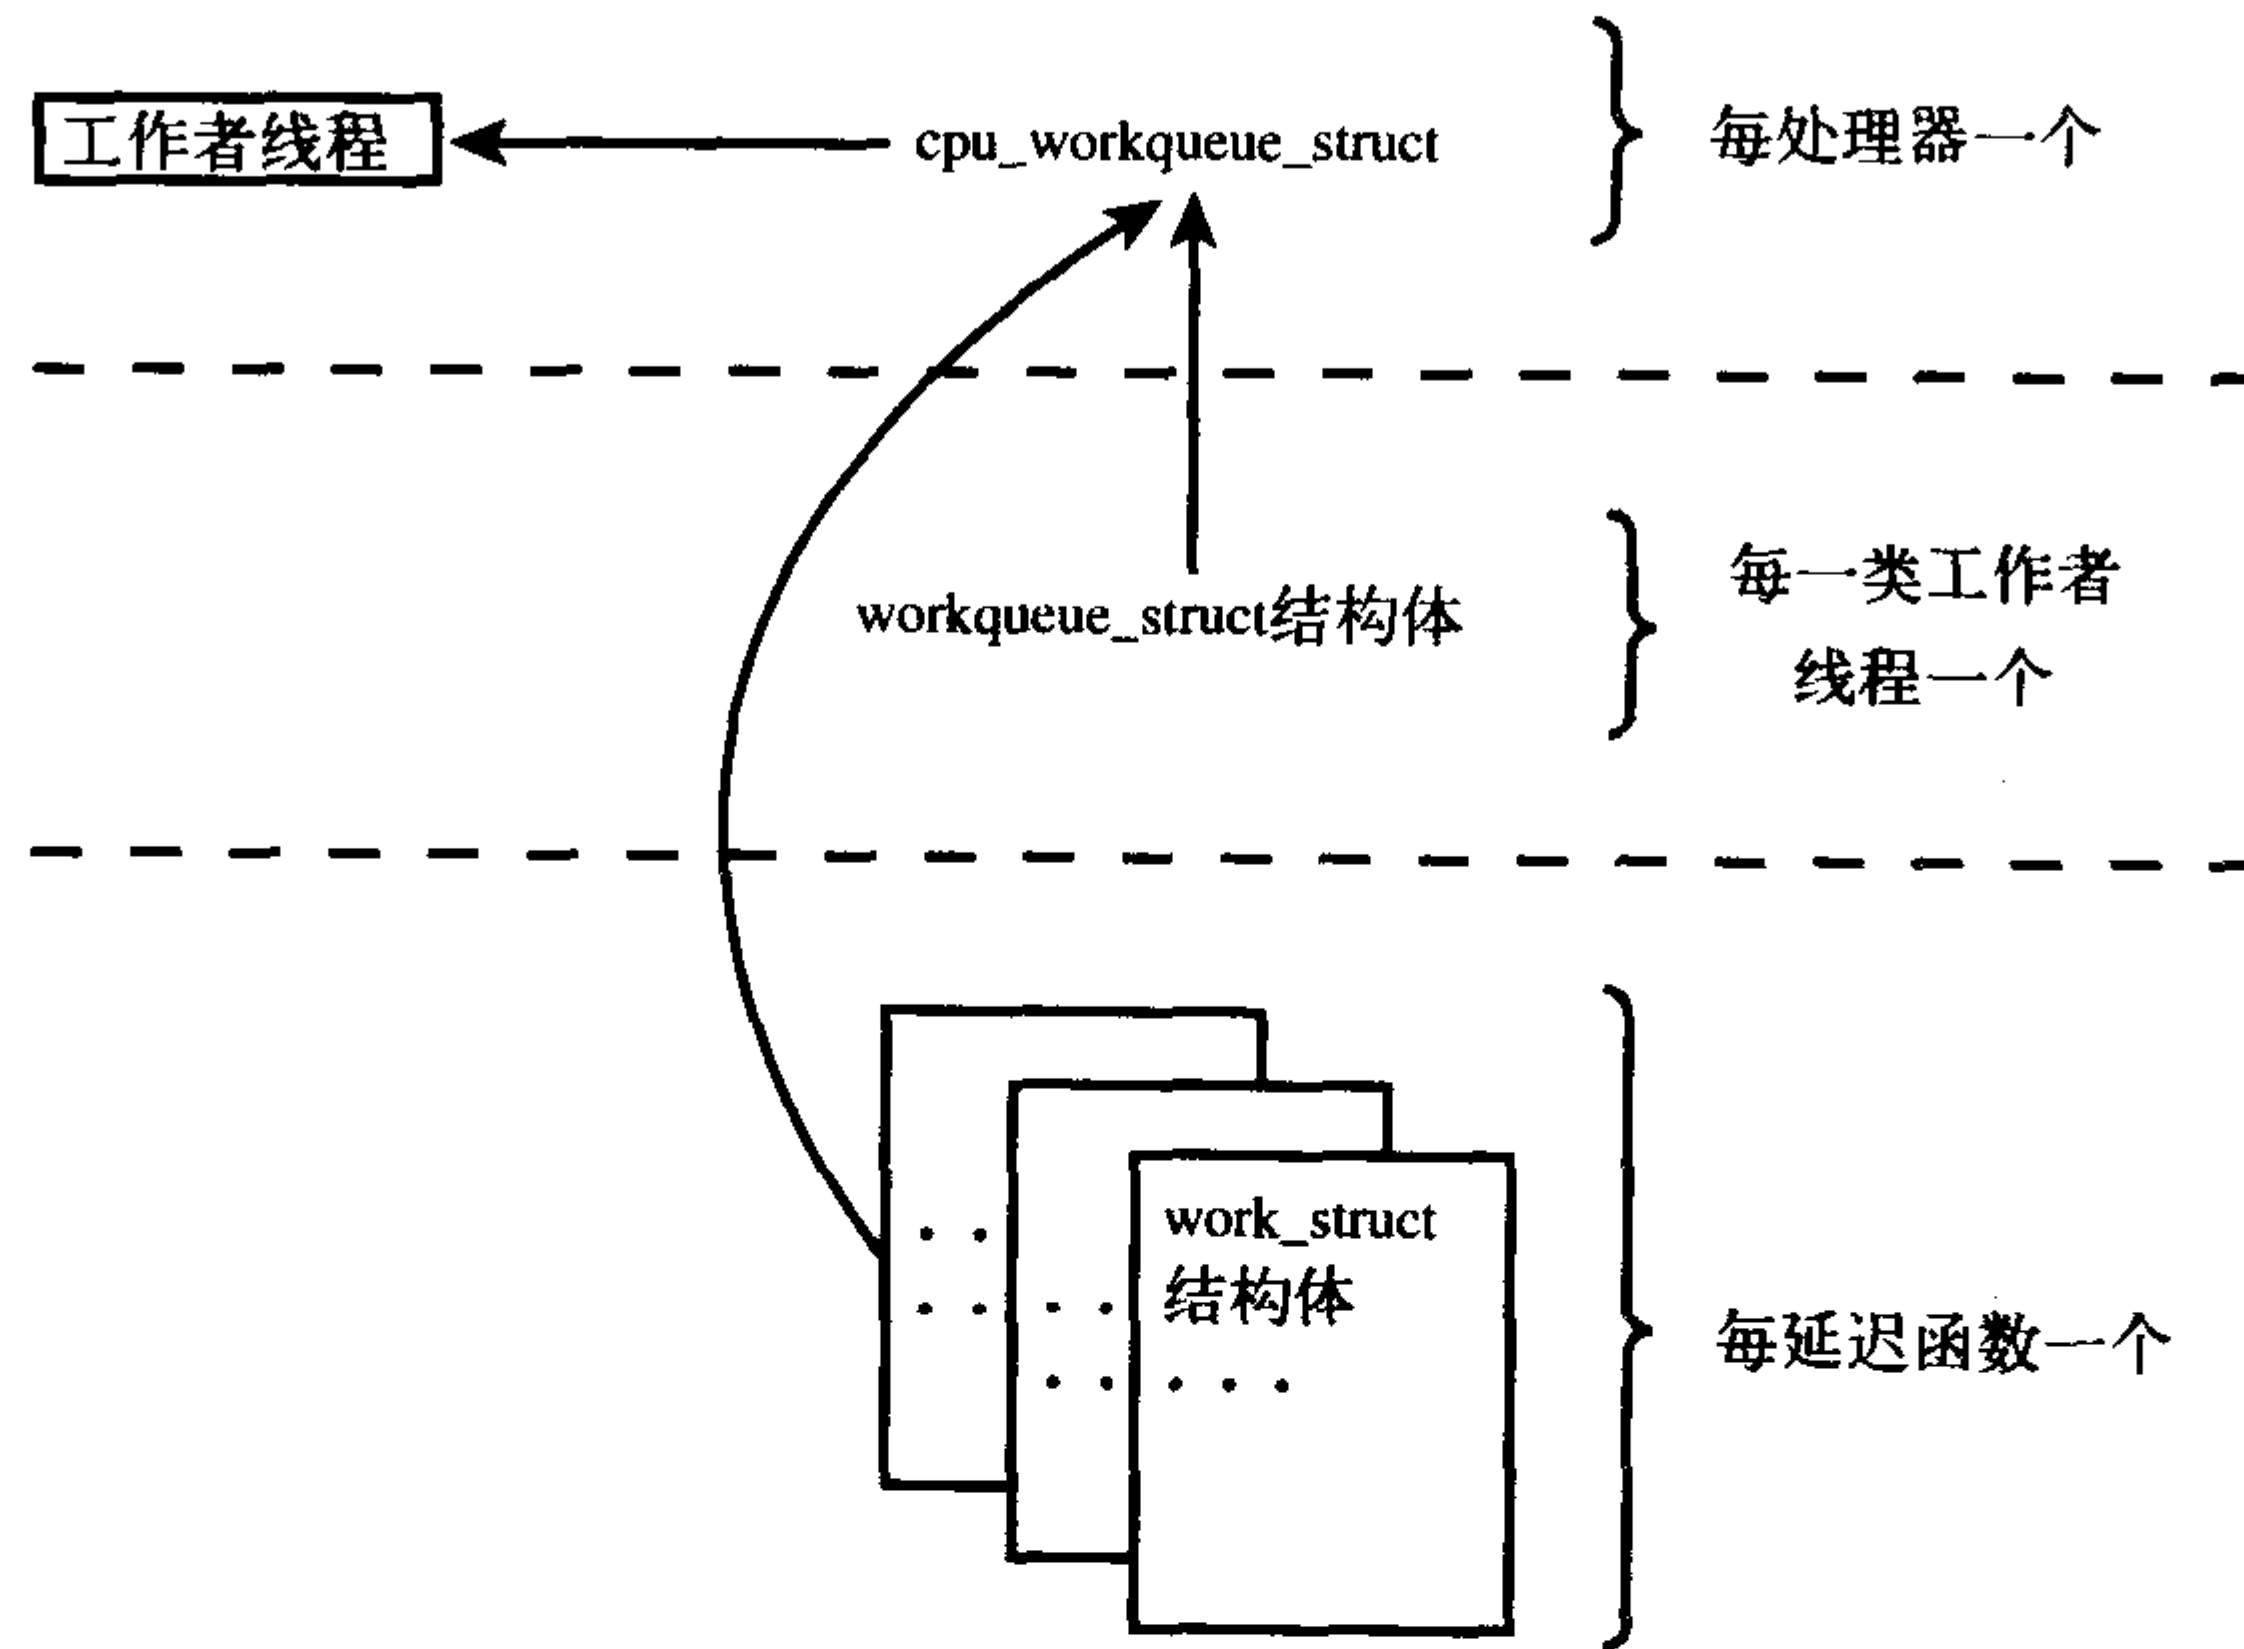 工作者线程
cpu_workqueue_struct
每处理器一个
workqueue_struct结构体
每一类工作者
线程一个
work_struct
结构体
每延迟函数一个